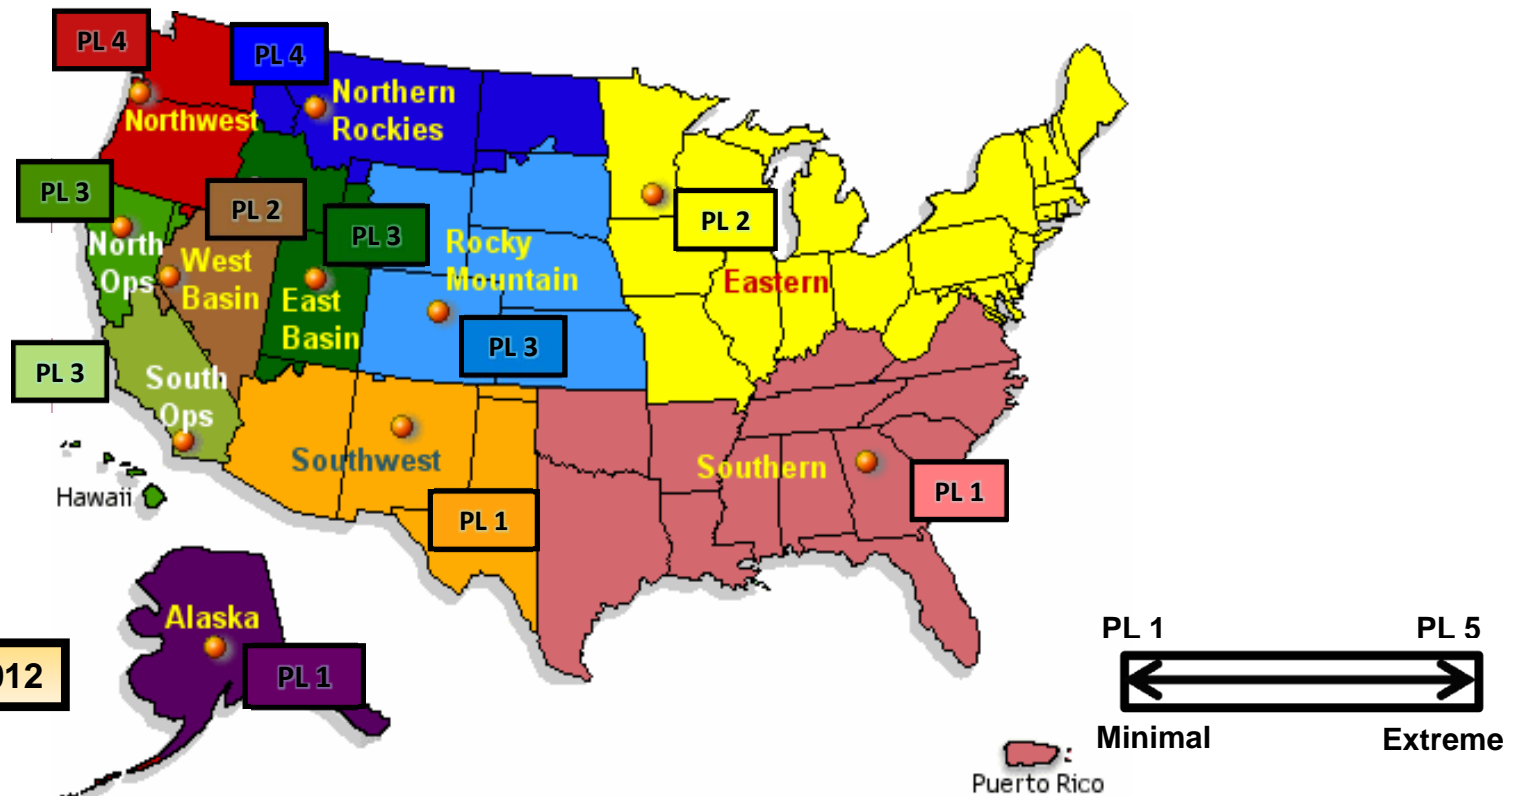 PL 4
PL 4
Northern
Rockies
Northwest
PL 3
PL 2
PL 3
PL 2
North
Ops
West
Basin
Rocky
Mountain
East
Basin
Eastern
PL 3
PL 3
South
Ops
Southwest
Southern
Hawaii
PL 1
PL 1
Alaska
PL 1
012
PL 1
PL 5
Minimal
Extreme
Puerto Rico